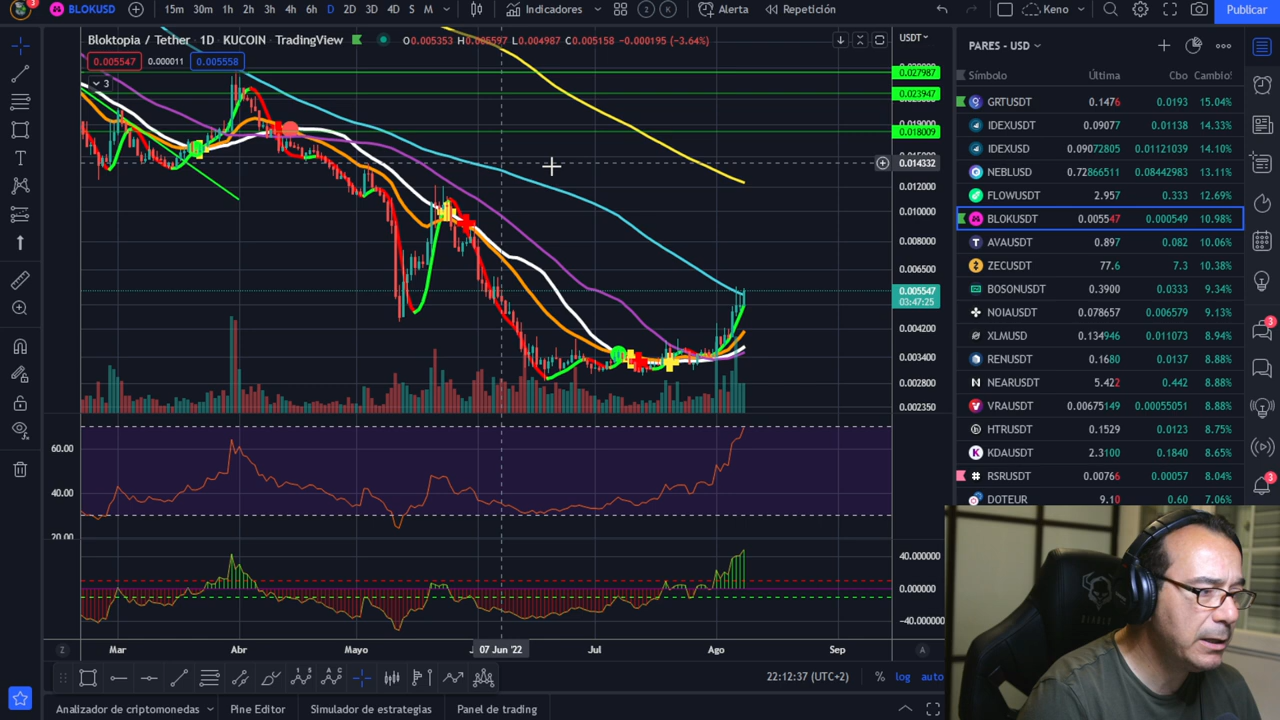 3
BLOKUSD
15m 30m 1h 2h 3h 4h 6h D 2D 3D 4D S M
Indicadores
2 K
Alerta
Repetición
Keno
Publicar
Bloktopia / Tether · 1D · KUCOIN · TradingView
O0.005353 H0.005597 L0.004987 C0.005158 -0.000195 (-3.64%)
USDT
0.005547 0.000011 0.005558
3
0.027987
0.023947
0.018009
0.014332
0.012000
0.010000
0.008000
0.006500
0.005547
03:47:25
0.004200
0.003400
0.002800
0.002350
60.00
40.00
20.00
40.000000
0.000000
-40.000000
Z Mar Abr Mayo 07 Jun '22 Jul Ago Sep A
22:12:37 (UTC+2) % log auto
Analizador de criptomonedas
Pine Editor
Simulador de estrategias
Panel de trading
PARES - USD
Símbolo Última Cbo Cambio!
GRTUSDT 0.1476 0.0193 15.04%
IDEXUSDT 0.09077 0.01138 14.33%
IDEXUSD 0.09072805 0.01121039 14.10%
NEBLUSD 0.72866511 0.08442983 13.11%
FLOWUSDT 2.957 0.333 12.69%
BLOKUSDT 0.005547 0.000549 10.98%
AVAUSDT 0.897 0.082 10.06%
ZECUSDT 77.6 7.3 10.38%
BOSONUSDT 0.3900 0.0333 9.34%
NOIAUSDT 0.078657 0.006579 9.13%
XLMUSD 0.134946 0.011073 8.94%
RENUSDT 0.1680 0.0137 8.88%
NEARUSDT 5.422 0.442 8.88%
VRAUSDT 0.00675149 0.00055051 8.88%
HTRUSDT 0.1529 0.0123 8.75%
KDAUSDT 2.3100 0.1840 8.65%
RSRUSDT 0.00766 0.00057 8.04%
DOTEUR 9.10 0.60 7.06%
3
3